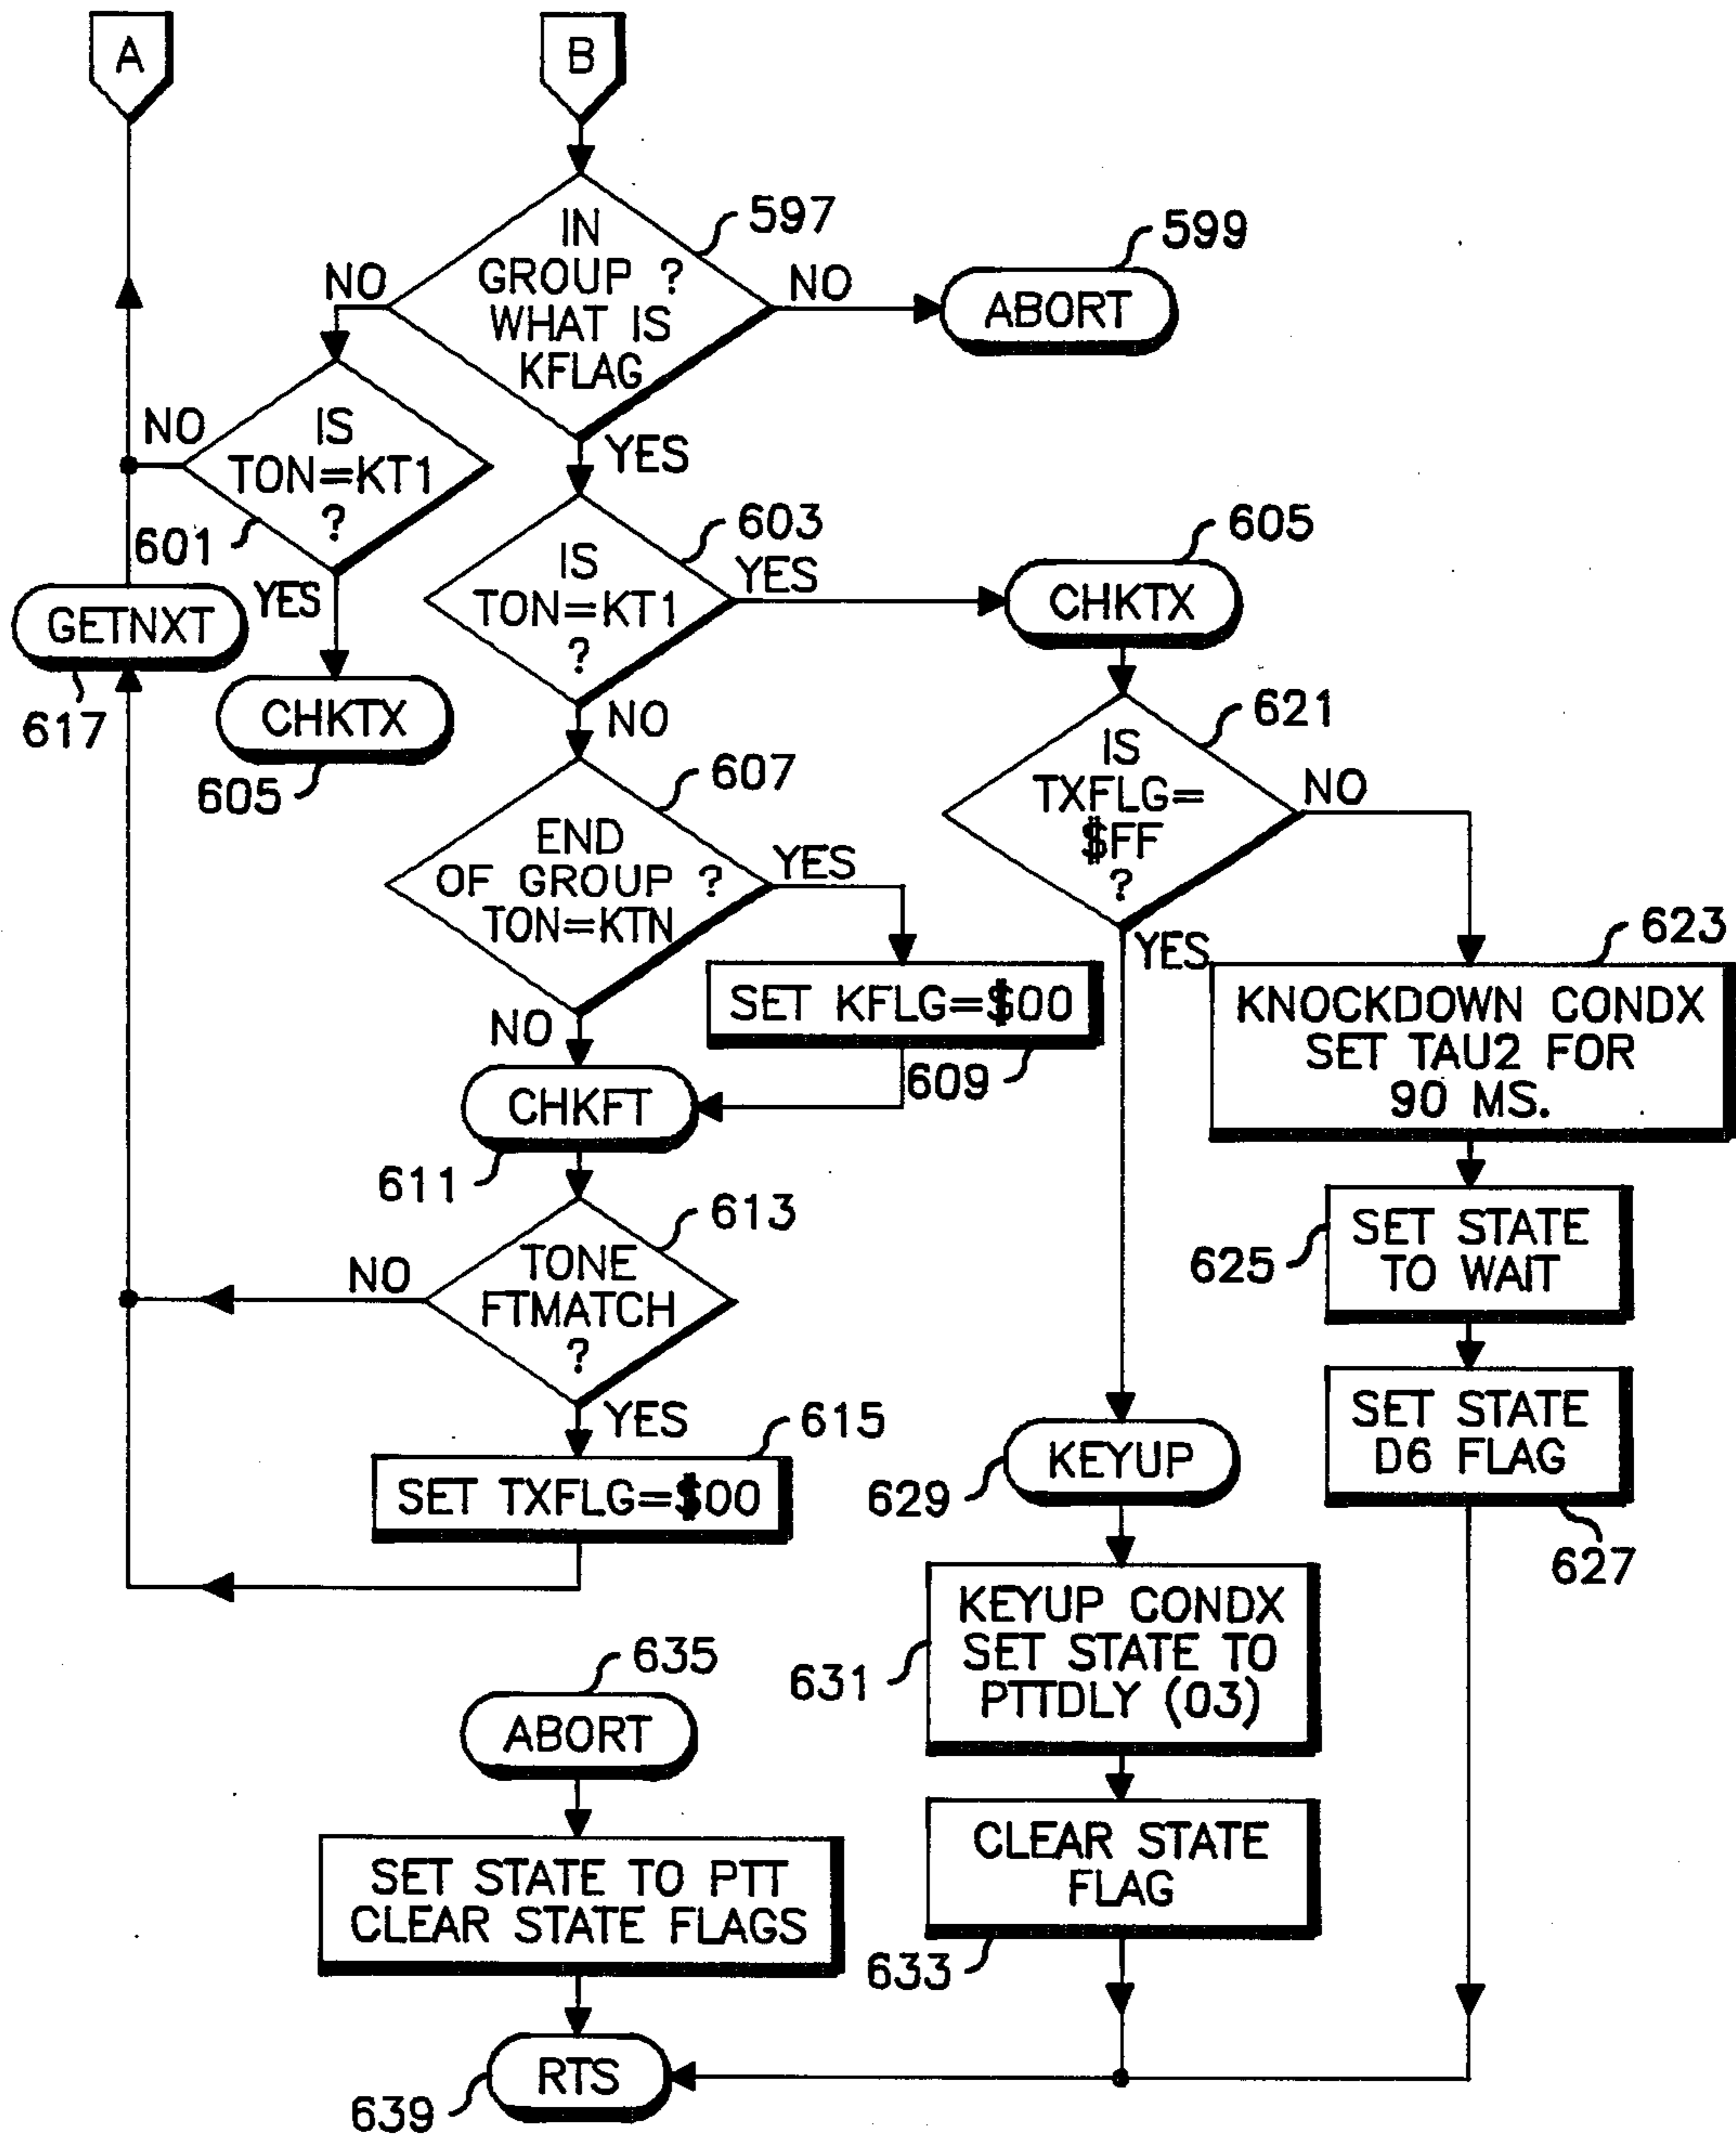 A
B
597
IN
GROUP ?
WHAT IS
KFLAG
NO
NO
599
ABORT
YES
NO
IS
TON=KT1
?
601
YES
603
IS
TON=KT1
?
YES
605
CHKTX
GETNXT
617
CHKTX
605
NO
621
IS
TXFLG=
$FF
?
NO
YES
607
END
OF GROUP ?
TON=KTN
YES
SET KFLG=$00
609
NO
CHKFT
611
623
KNOCKDOWN CONDX
SET TAU2 FOR
90 MS.
613
TONE
FTMATCH
?
NO
YES
625
SET STATE
TO WAIT
615
SET TXFLG=$00
SET STATE
D6 FLAG
627
KEYUP
629
KEYUP CONDX
SET STATE TO
PTTDLY (03)
631
635
ABORT
SET STATE TO PTT
CLEAR STATE FLAGS
CLEAR STATE
FLAG
633
RTS
639